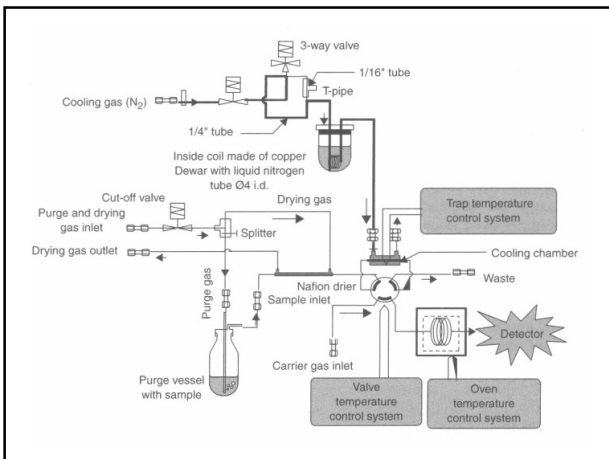 3-way valve
1/16" tube
T-pipe
Cooling gas (N₂)
1/4" tube
Inside coil made of copper
Dewar with liquid nitrogen
tube Ø4 i.d.
Drying gas
Cut-off valve
Purge and drying
gas inlet
Splitter
Drying gas outlet
Trap temperature
control system
Cooling chamber
Waste
Nafion drier
Sample inlet
Purge gas
Carrier gas inlet
Detector
Purge vessel
with sample
Valve
temperature
control system
Oven
temperature
control system